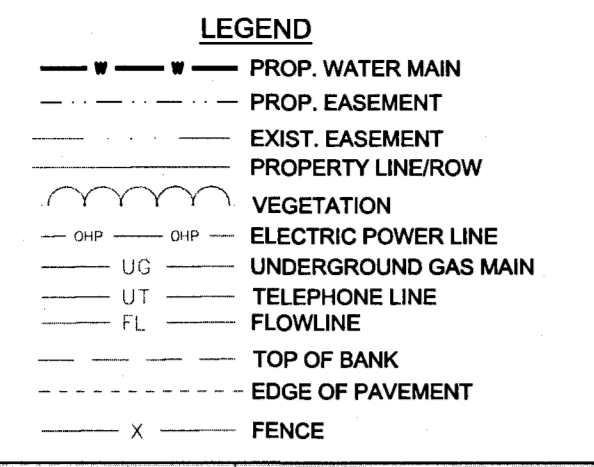 LEGEND
W W PROP. WATER MAIN
PROP. EASEMENT
EXIST. EASEMENT
PROPERTY LINE/ROW
VEGETATION
OHP OHP ELECTRIC POWER LINE
UG UNDERGROUND GAS MAIN
UT TELEPHONE LINE
FL FLOWLINE
TOP OF BANK
EDGE OF PAVEMENT
X FENCE